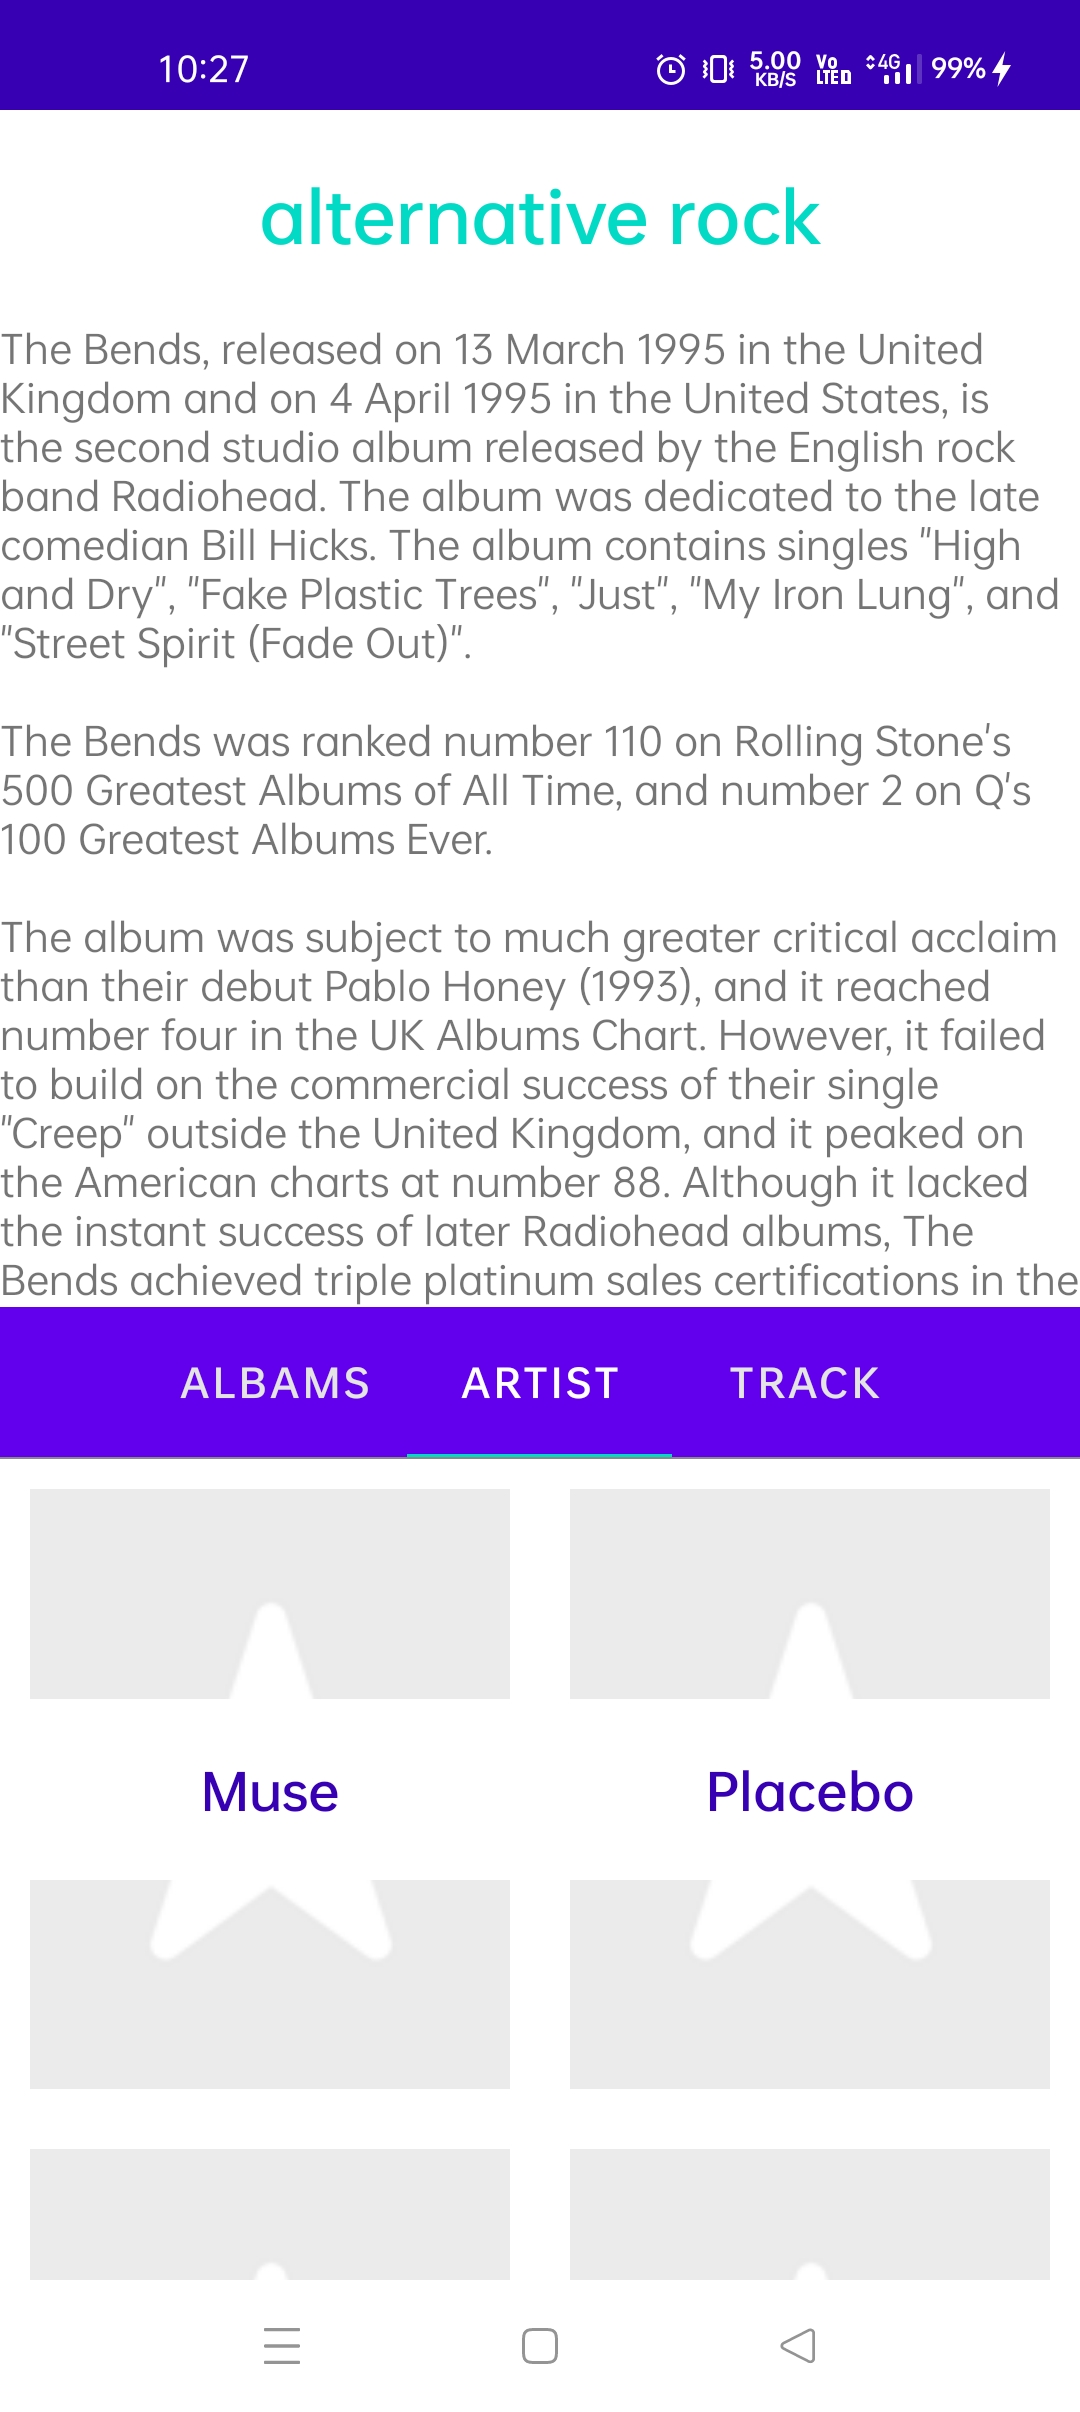 10:27
5.00
KB/S
Vo
LTE
4G
99%
alternative rock
The Bends, released on 13 March 1995 in the United
Kingdom and on 4 April 1995 in the United States, is
the second studio album released by the English rock
band Radiohead. The album was dedicated to the late
comedian Bill Hicks. The album contains singles "High
and Dry", "Fake Plastic Trees", "Just", "My Iron Lung", and
"Street Spirit (Fade Out)".
The Bends was ranked number 110 on Rolling Stone's
500 Greatest Albums of All Time, and number 2 on Q's
100 Greatest Albums Ever.
The album was subject to much greater critical acclaim
than their debut Pablo Honey (1993), and it reached
number four in the UK Albums Chart. However, it failed
to build on the commercial success of their single
"Creep" outside the United Kingdom, and it peaked on
the American charts at number 88. Although it lacked
the instant success of later Radiohead albums, The
Bends achieved triple platinum sales certifications in the
ALBAMS ARTIST TRACK
Muse Placebo